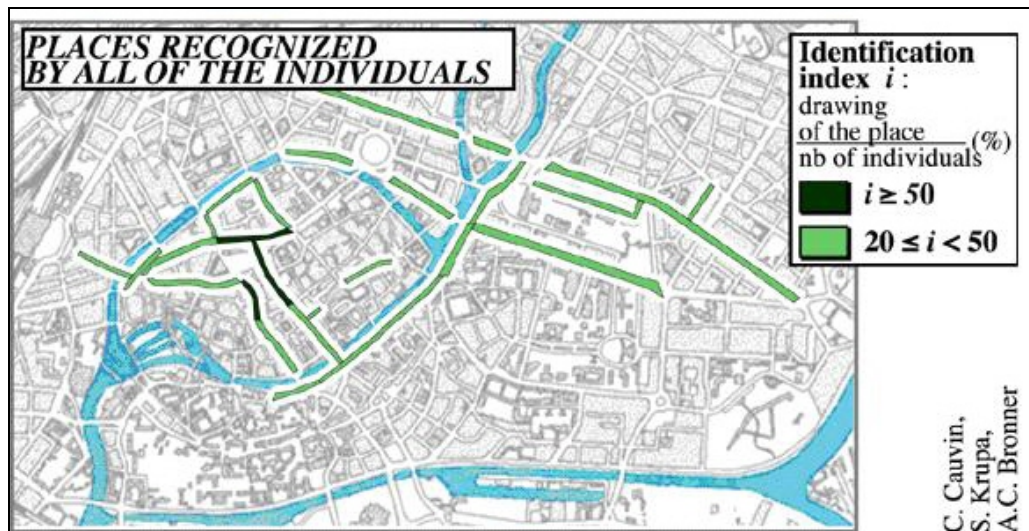 PLACES RECOGNIZED
BY ALL OF THE INDIVIDUALS
Identification
index i :
drawing
of the place
nb of individuals (%)
i ≥ 50
20 ≤ i < 50
C. Cauvin,
S. Krupa,
A.C. Bronner